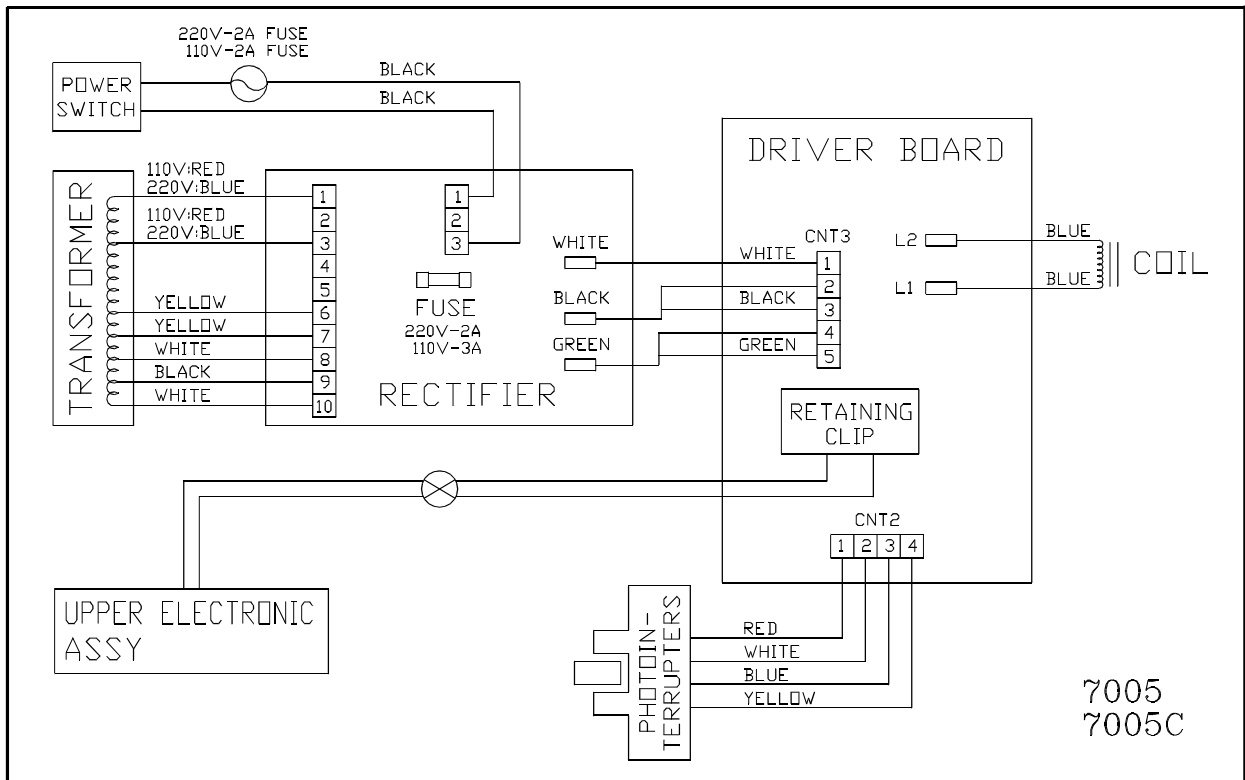 220V-2A FUSE
110V-2A FUSE
POWER
SWITCH
BLACK
BLACK
TRANSFORMER
110V:RED
220V:BLUE
110V:RED
220V:BLUE
YELLOW
YELLOW
WHITE
BLACK
WHITE
1
2
3
4
5
6
7
8
9
10
1
2
3
FUSE
220V-2A
110V-3A
RECTIFIER
WHITE
BLACK
GREEN
WHITE
BLACK
GREEN
DRIVER BOARD
CNT3
1
2
3
4
5
L2
L1
BLUE
BLUE
COIL
RETAINING
CLIP
CNT2
1 2 3 4
UPPER ELECTRONIC
ASSY
PHOTOIN-
TERRUPTERS
RED
WHITE
BLUE
YELLOW
7005
7005C